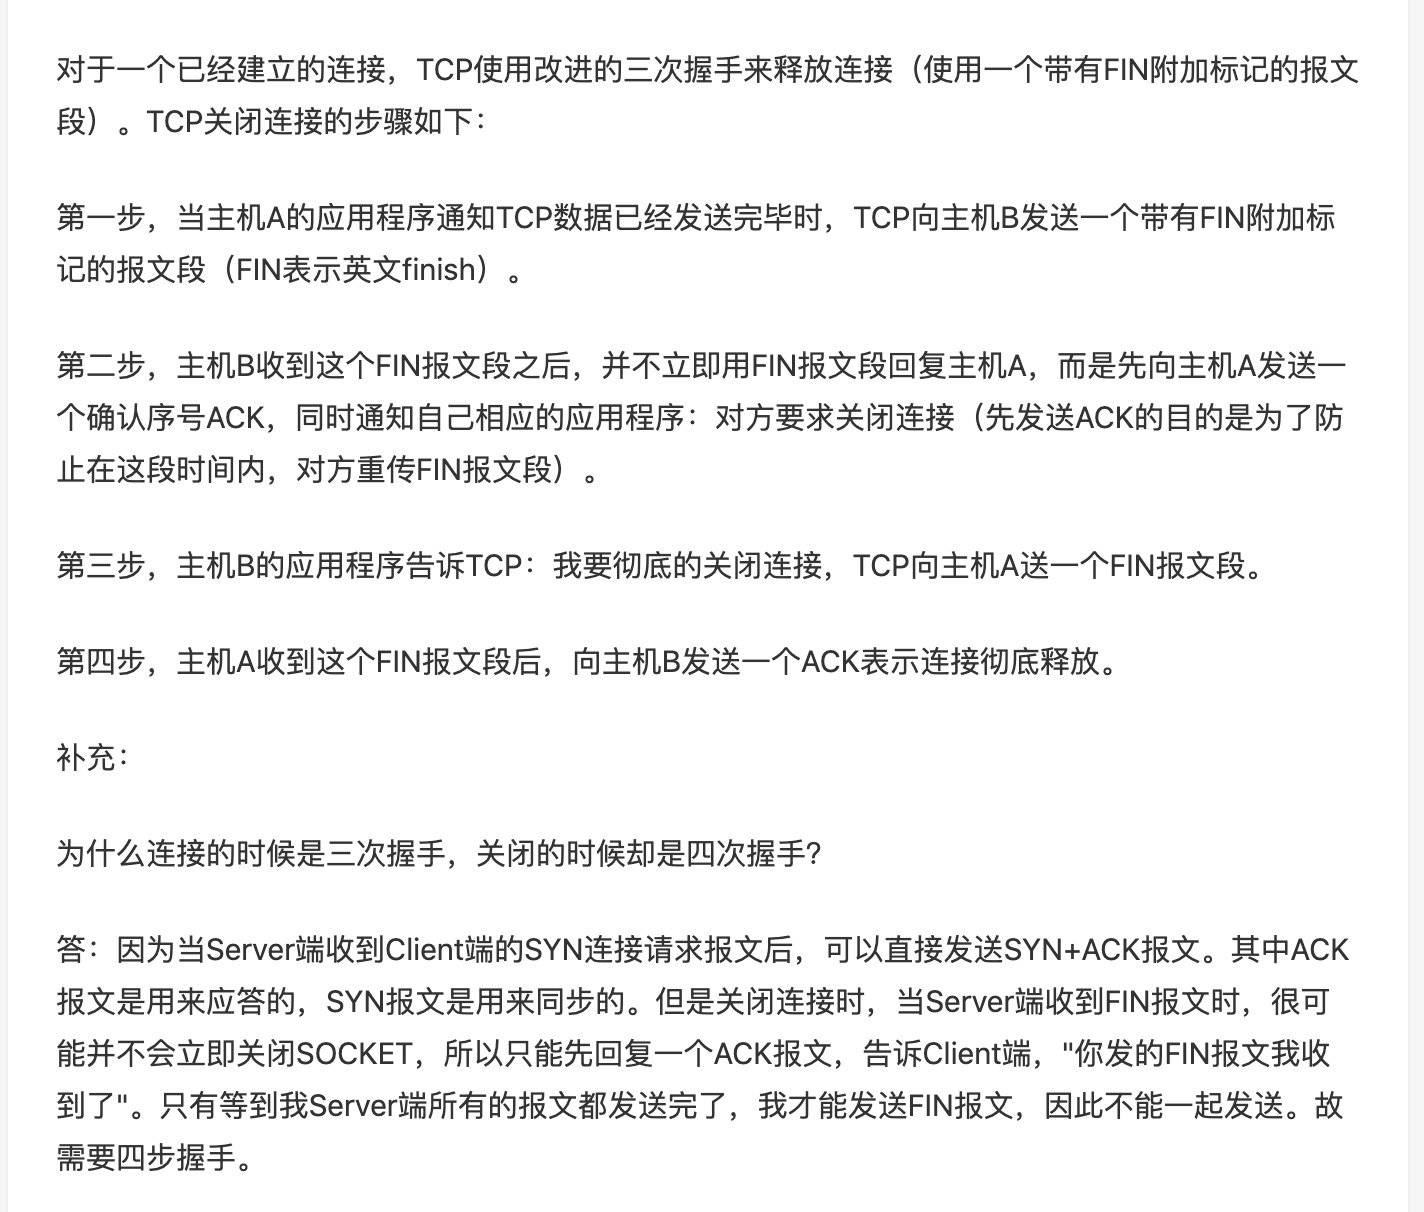 对于一个已经建立的连接，TCP使用改进的三次握手来释放连接（使用一个带有FIN附加标记的报文
段）。TCP关闭连接的步骤如下：
第一步，当主机A的应用程序通知TCP数据已经发送完毕时，TCP向主机B发送一个带有FIN附加标
记的报文段（FIN表示英文finish）。
第二步，主机B收到这个FIN报文段之后，并不立即用FIN报文段回复主机A，而是先向主机A发送一
个确认序号ACK，同时通知自己相应的应用程序：对方要求关闭连接（先发送ACK的目的是为了防
止在这段时间内，对方重传FIN报文段）。
第三步，主机B的应用程序告诉TCP：我要彻底的关闭连接，TCP向主机A送一个FIN报文段。
第四步，主机A收到这个FIN报文段后，向主机B发送一个ACK表示连接彻底释放。
补充：
为什么连接的时候是三次握手，关闭的时候却是四次握手？
答：因为当Server端收到Client端的SYN连接请求报文后，可以直接发送SYN+ACK报文。其中ACK
报文是用来应答的，SYN报文是用来同步的。但是关闭连接时，当Server端收到FIN报文时，很可
能并不会立即关闭SOCKET，所以只能先回复一个ACK报文，告诉Client端，"你发的FIN报文我收
到了"。只有等到我Server端所有的报文都发送完了，我才能发送FIN报文，因此不能一起发送。故
需要四步握手。